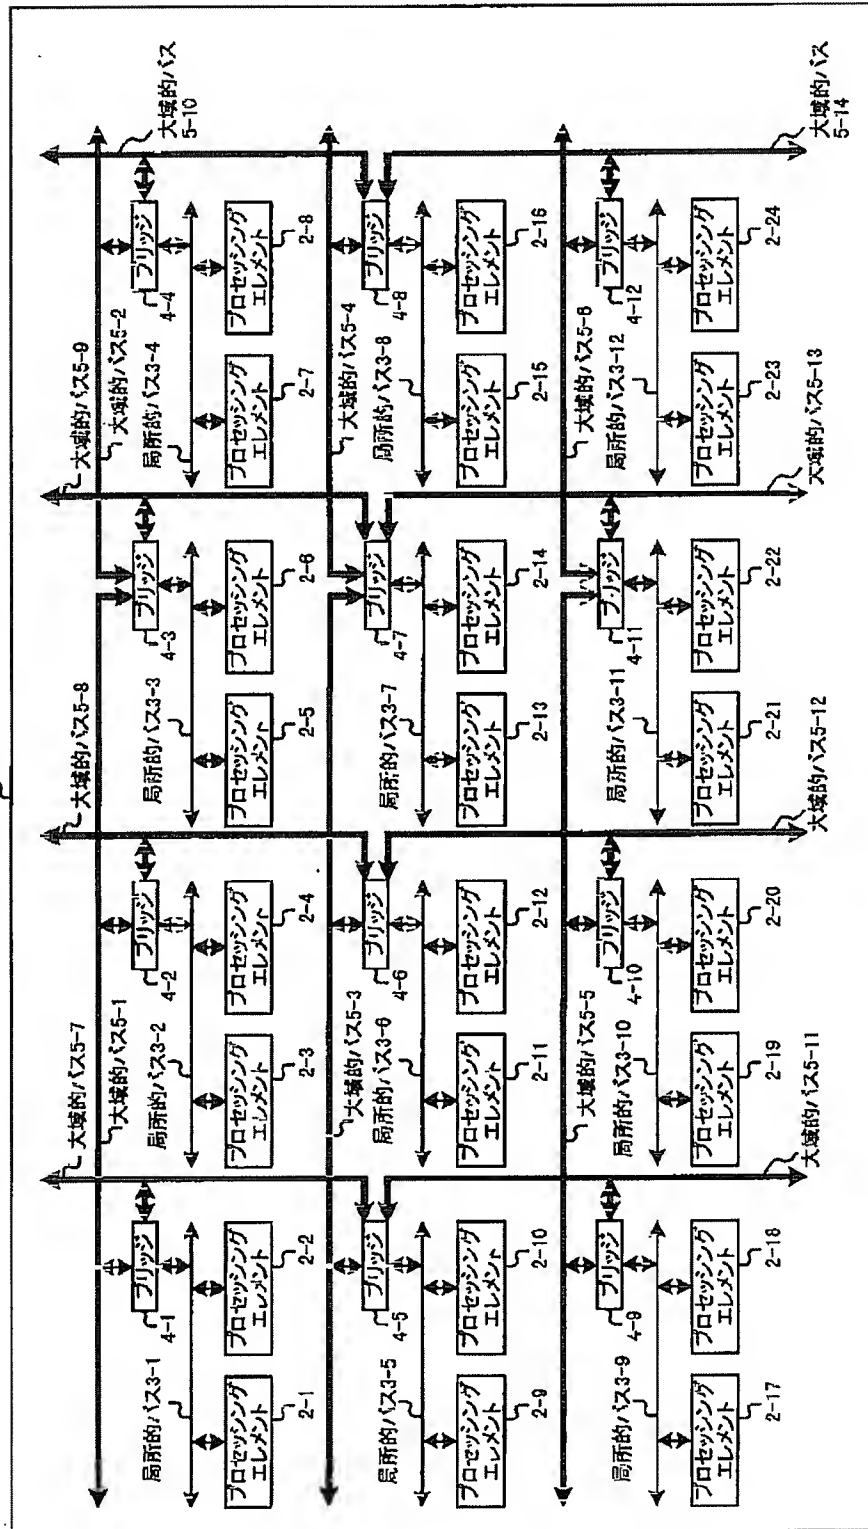 大域的バス5-7
大域的バス5-8
大域的バス5-9
大域的バス
5-10
大域的バス5-1
大域的バス5-2
局所的バス3-1
4-1
ブリッジ
局所的バス3-2
4-2
ブリッジ
局所的バス3-3
4-3
ブリッジ
局所的バス3-4
4-4
ブリッジ
プロセッシング
エレメント
2-1
プロセッシング
エレメント
2-2
プロセッシング
エレメント
2-3
プロセッシング
エレメント
2-4
プロセッシング
エレメント
2-5
プロセッシング
エレメント
2-6
プロセッシング
エレメント
2-7
プロセッシング
エレメント
2-8
大域的バス5-3
大域的バス5-4
局所的バス3-5
4-5
ブリッジ
局所的バス3-6
4-6
ブリッジ
局所的バス3-7
4-7
ブリッジ
局所的バス3-8
4-8
ブリッジ
プロセッシング
エレメント
2-9
プロセッシング
エレメント
2-10
プロセッシング
エレメント
2-11
プロセッシング
エレメント
2-12
プロセッシング
エレメント
2-13
プロセッシング
エレメント
2-14
プロセッシング
エレメント
2-15
プロセッシング
エレメント
2-16
大域的バス5-5
大域的バス5-6
局所的バス3-9
4-9
ブリッジ
局所的バス3-10
4-10
ブリッジ
局所的バス3-11
4-11
ブリッジ
局所的バス3-12
4-12
ブリッジ
プロセッシング
エレメント
2-17
プロセッシング
エレメント
2-18
プロセッシング
エレメント
2-19
プロセッシング
エレメント
2-20
プロセッシング
エレメント
2-21
プロセッシング
エレメント
2-22
プロセッシング
エレメント
2-23
プロセッシング
エレメント
2-24
大域的バス5-11
大域的バス5-12
大域的バス5-13
大域的バス
5-14